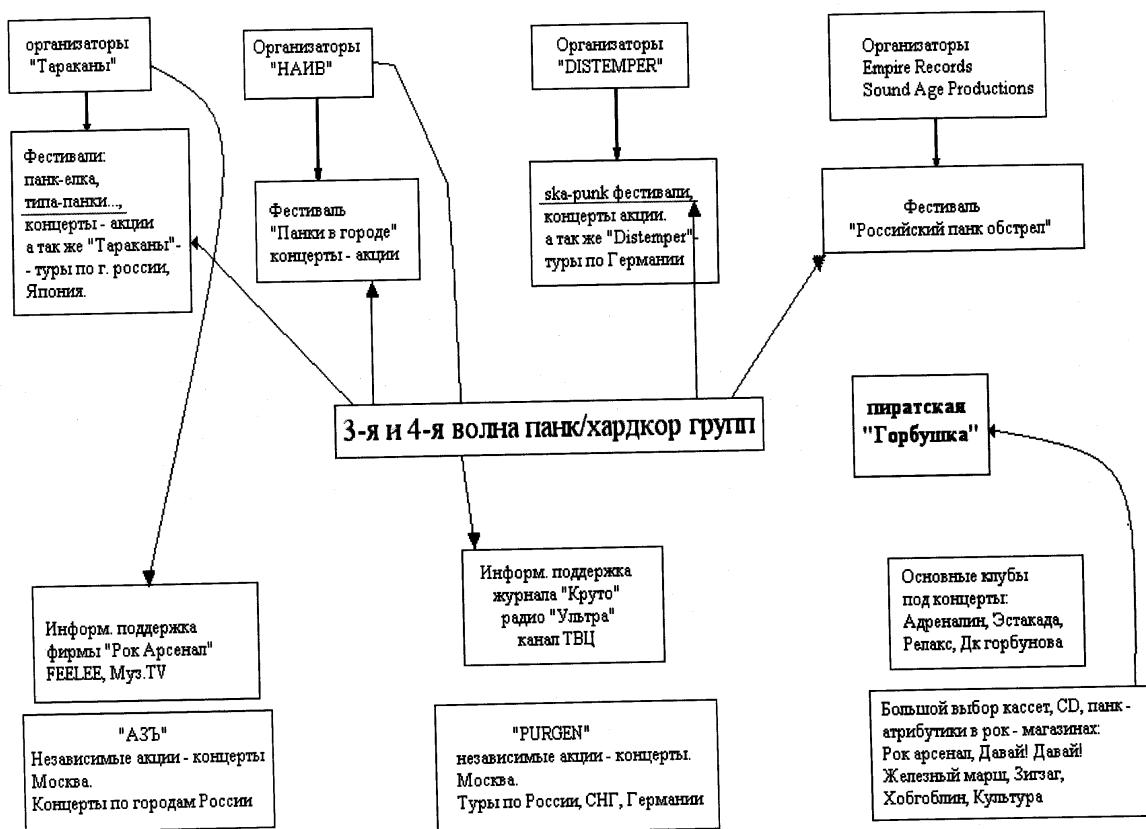 организаторы
"Тараканы"
Организаторы
"НАИВ"
Организаторы
"DISTEMPER"
Организаторы
Empire Records
Sound Age Productions
Фестивали:
панк-елка,
типа-панки...,
концерты - акции
а так же "Тараканы"-
- туры по г. россии,
Япония.
Фестиваль
"Панки в городе"
концерты - акции
ska-punk фестивали,
концерты акции.
а так же "Distemper"-
туры по Германии
Фестиваль
"Российский панк обстрел"
3-я и 4-я волна панк/хардкор групп
пиратская
"Горбушка"
Информ. поддержка
фирмы "Рок Арсенал"
FEELEE, Муз.TV
Информ. поддержка
журнала "Круто"
радио "Ультра"
канал ТВЦ
Основные клубы
под концерты:
Адреналин, Эстакада,
Релакс, Дк горбунова
"АЗЪ"
Независимые акции - концерты
Москва.
Концерты по городам России
"PURGEN"
независимые акции - концерты.
Москва.
Туры по России, СНГ, Германии
Большой выбор кассет, CD, панк -
атрибутики в рок - магазинах:
Рок арсенал, Давай! Давай!
Железный марш, Зигзаг,
Хобгоблин, Культура